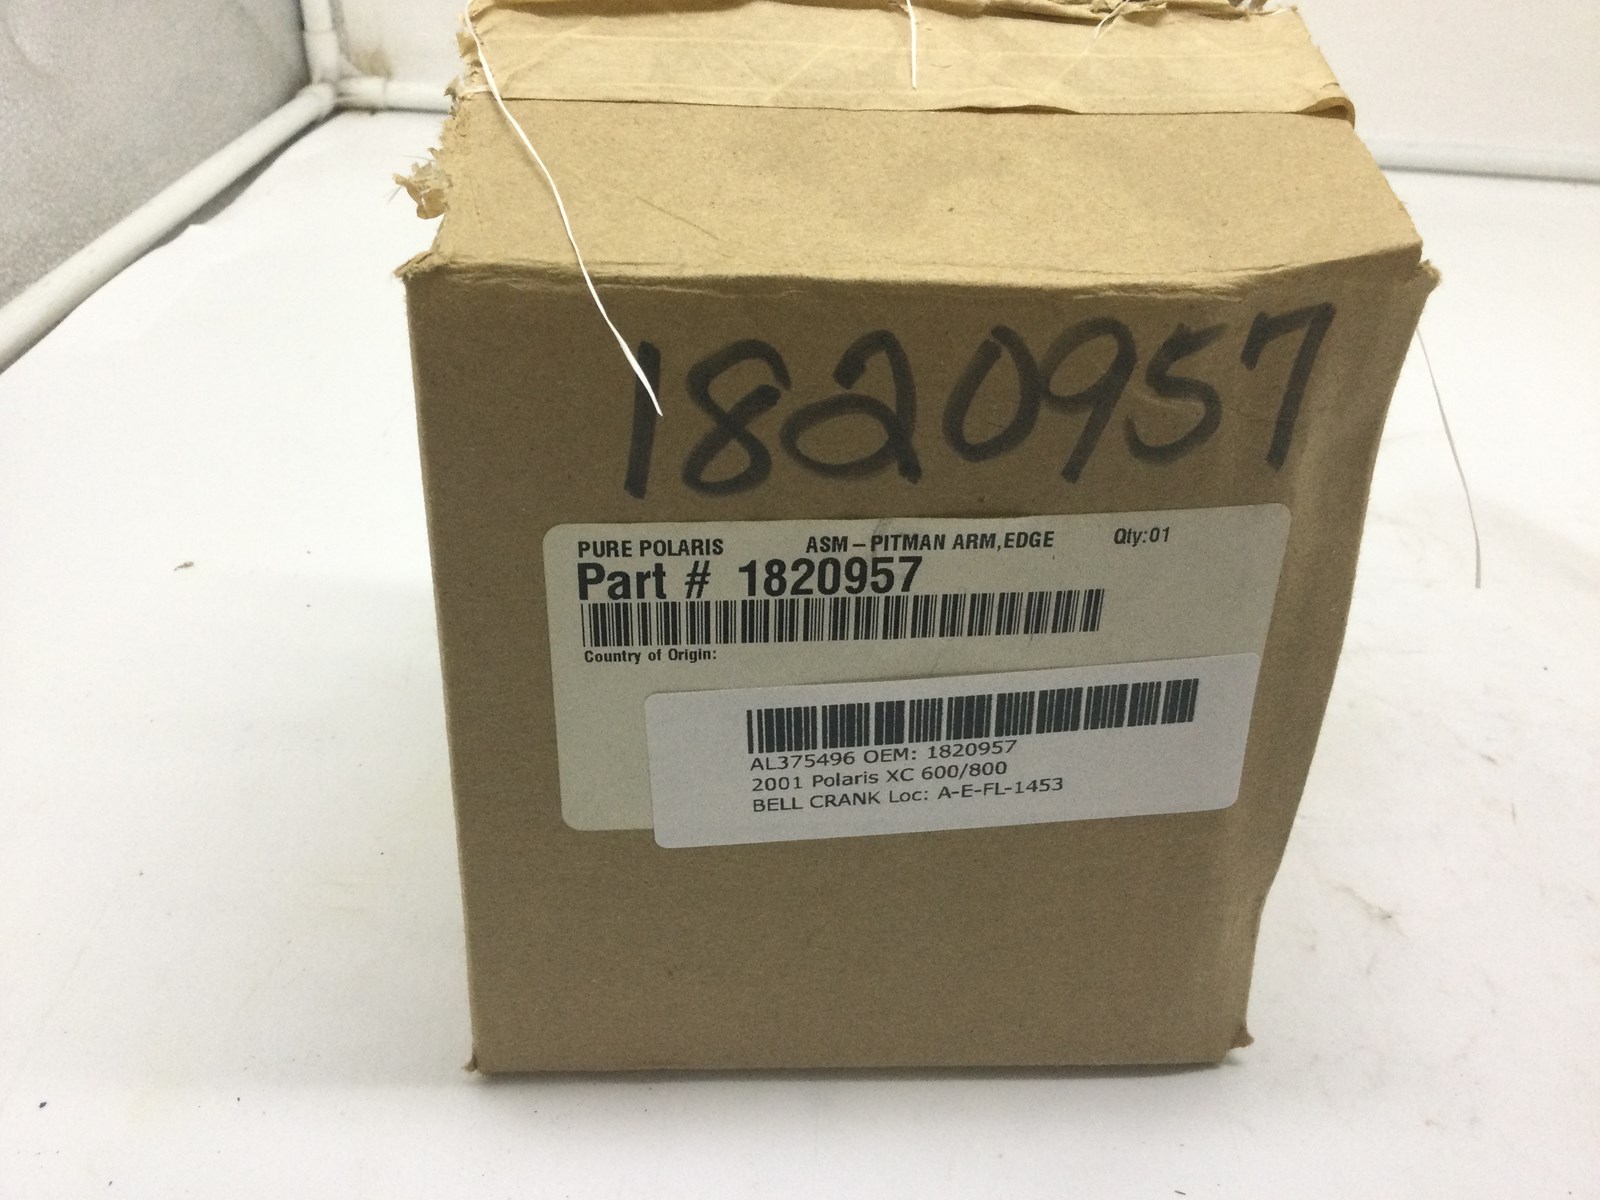 1820957
PURE POLARIS ASM-PITMAN ARM,EDGE Qty:01
Part # 1820957
Country of Origin:
AL375496 OEM: 1820957
2001 Polaris XC 600/800
BELL CRANK Loc: A-E-FL-1453